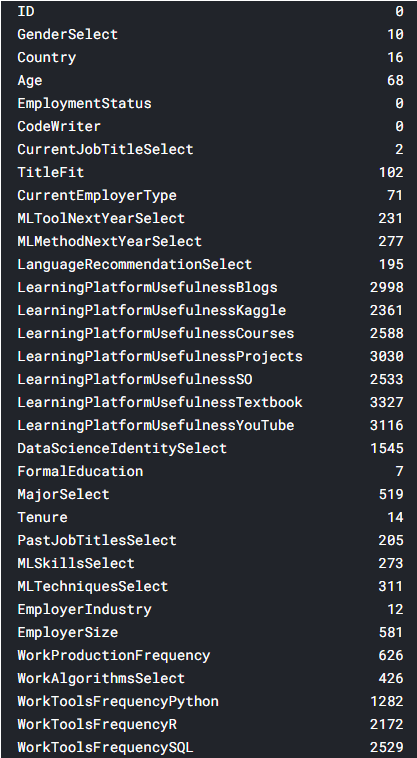 ID 0
GenderSelect 10
Country 16
Age 68
EmploymentStatus 0
CodeWriter 0
CurrentJobTitleSelect 2
TitleFit 102
CurrentEmployerType 71
MLToolNextYearSelect 231
MLMethodNextYearSelect 277
LanguageRecommendationSelect 195
LearningPlatformUsefulnessBlogs 2998
LearningPlatformUsefulnessKaggle 2361
LearningPlatformUsefulnessCourses 2588
LearningPlatformUsefulnessProjects 3030
LearningPlatformUsefulnessSO 2533
LearningPlatformUsefulnessTextbook 3327
LearningPlatformUsefulnessYouTube 3116
DataScienceIdentitySelect 1545
FormalEducation 7
MajorSelect 519
Tenure 14
PastJobTitlesSelect 205
MLSkillsSelect 273
MLTechniquesSelect 311
EmployerIndustry 12
EmployerSize 581
WorkProductionFrequency 626
WorkAlgorithmsSelect 426
WorkToolsFrequencyPython 1282
WorkToolsFrequencyR 2172
WorkToolsFrequencySQL 2529